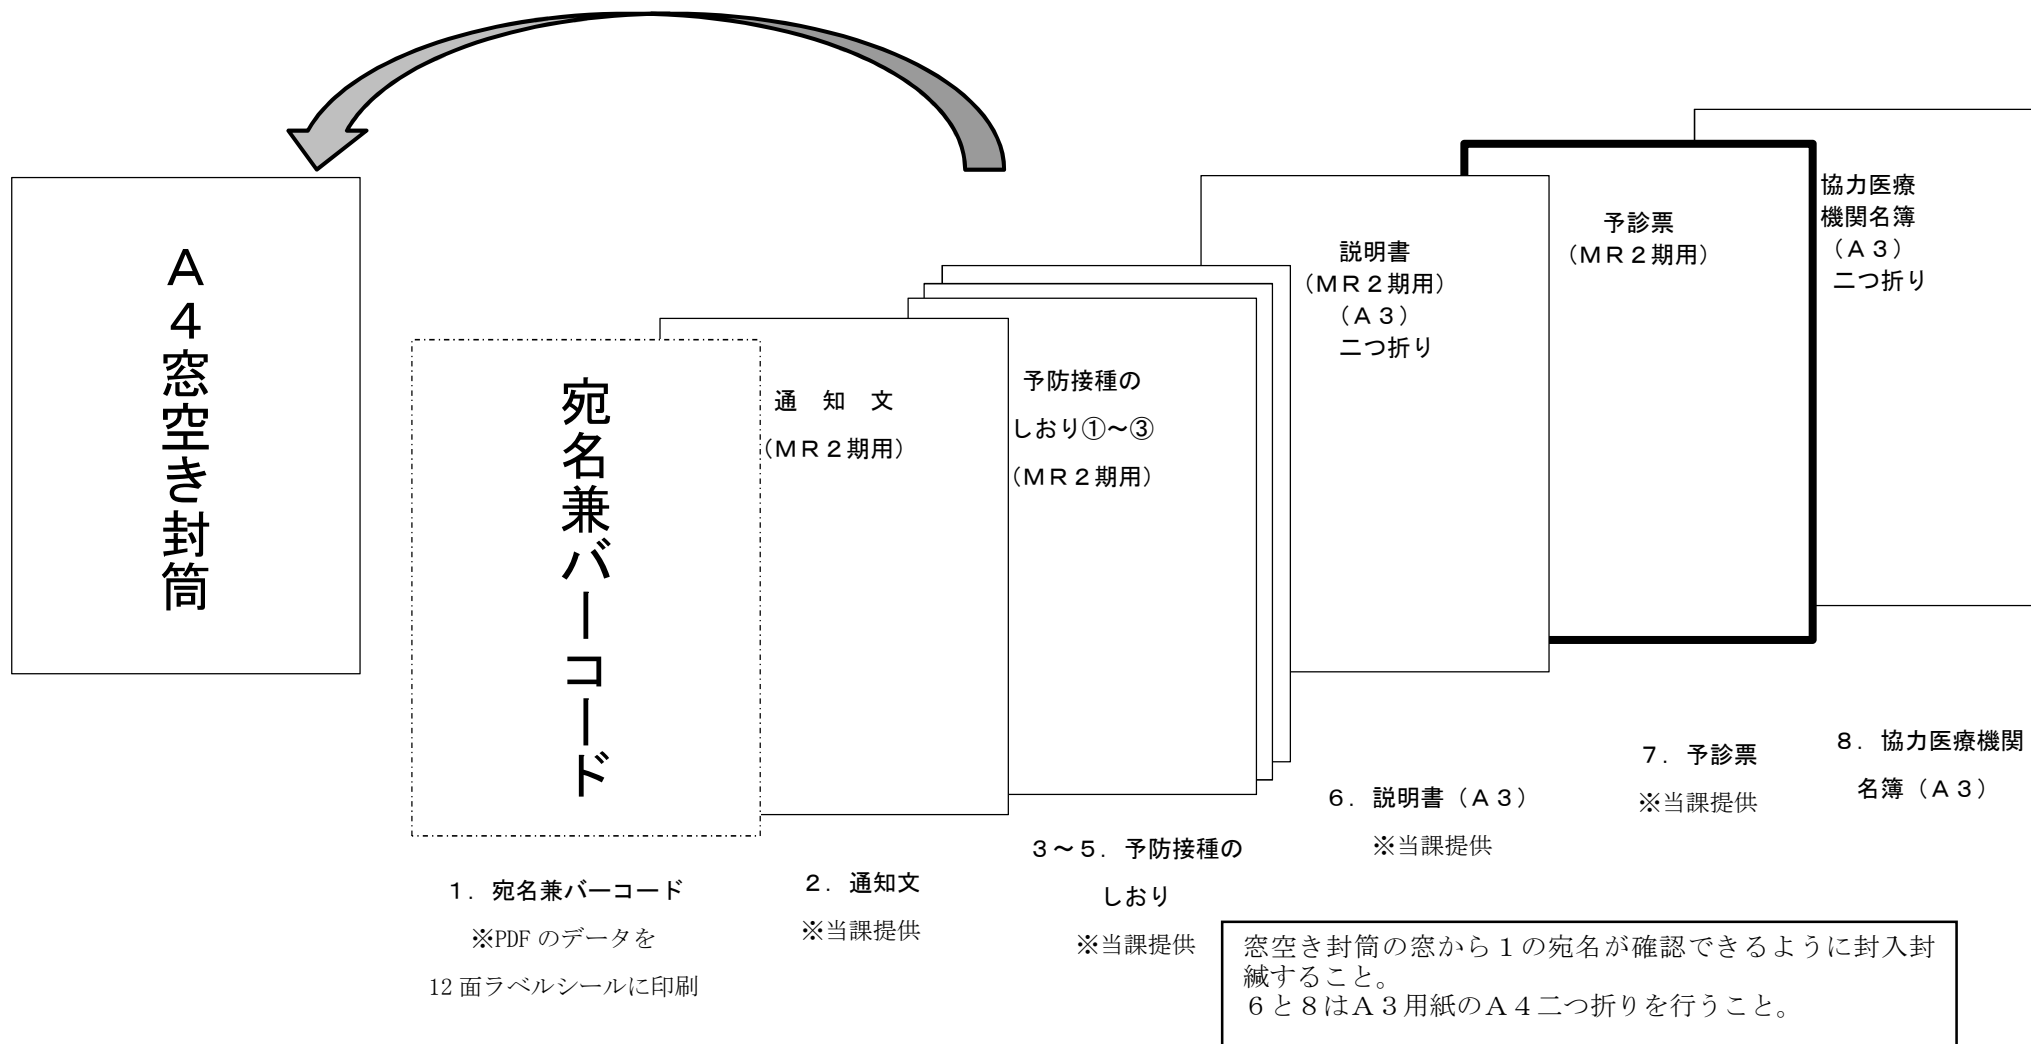 A4窓空き封筒
宛名兼バーコード
通　知　文
(MR2期用)
予防接種の
しおり①～③
(MR2期用)
説明書
(MR2期用)
(A3)
二つ折り
予診票
(MR2期用)
協力医療
機関名簿
(A3)
二つ折り
1．宛名兼バーコード
※PDFのデータを
12面ラベルシールに印刷
2．通知文
※当課提供
3～5．予防接種の
しおり
※当課提供
6．説明書（A3）
※当課提供
7．予診票
※当課提供
8．協力医療機関
名簿（A3）
窓空き封筒の窓から1の宛名が確認できるように封入封
緘すること。
6と8はA3用紙のA4二つ折りを行うこと。